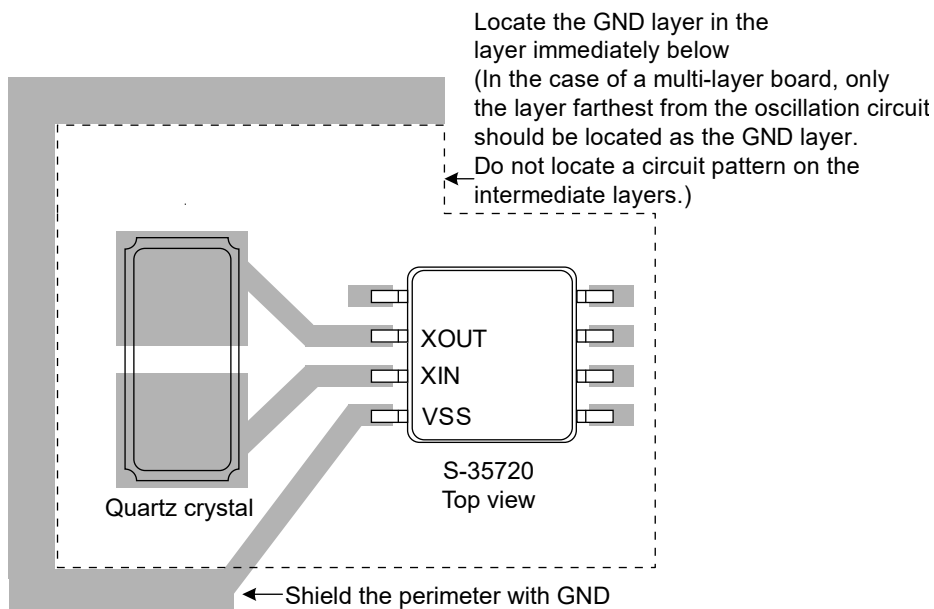 Locate the GND layer in the
layer immediately below
(In the case of a multi-layer board, only
the layer farthest from the oscillation circuit
should be located as the GND layer.
Do not locate a circuit pattern on the
intermediate layers.)
XOUT
XIN
VSS
S-35720
Top view
Quartz crystal
Shield the perimeter with GND